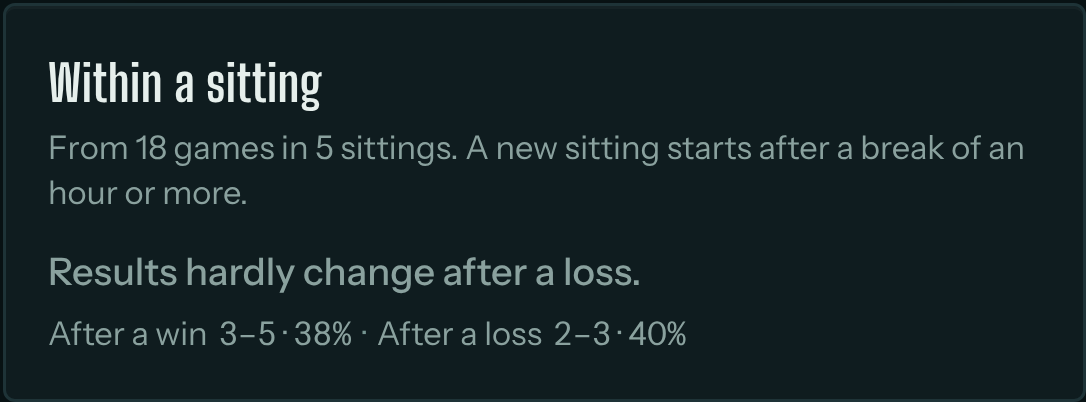 Within a sitting
From 18 games in 5 sittings. A new sitting starts after a break of an
hour or more.
Results hardly change after a loss.
After a win 3–5 · 38% · After a loss 2–3 · 40%